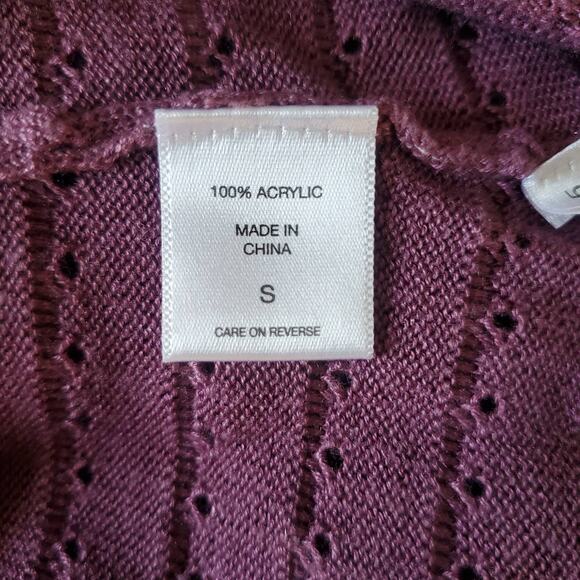 100% ACRYLIC
MADE IN
CHINA
S
CARE ON REVERSE